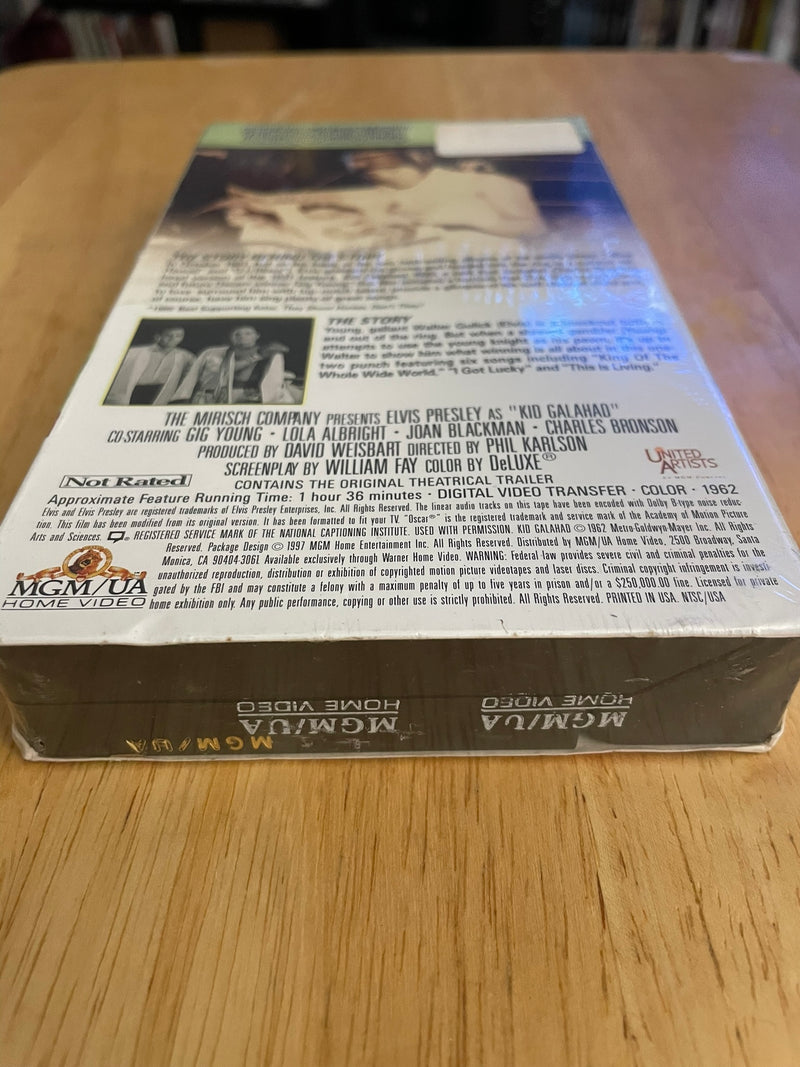 THE STORY
Young, gallant Walter Gulick (Elvis) is
and out of the ring. But when a
attempts to use the young knight as his pawn, it's up to
Walter to show him what winning is all about in this one-
two punch featuring six songs including "King Of The
Whole Wide World," "I Got Lucky" and "This is Living."
THE MIRISCH COMPANY PRESENTS ELVIS PRESLEY AS "KID GALAHAD"
CO-STARRING GIG YOUNG · LOLA ALBRIGHT · JOAN BLACKMAN · CHARLES BRONSON
PRODUCED BY DAVID WEISBART DIRECTED BY PHIL KARLSON
SCREENPLAY BY WILLIAM FAY COLOR BY DeLUXE®
UNITED
ARTISTS
Not Rated
CONTAINS THE ORIGINAL THEATRICAL TRAILER
Approximate Feature Running Time: 1 hour 36 minutes · DIGITAL VIDEO TRANSFER · COLOR · 1962
Elvis and Elvis Presley are registered trademarks of Elvis Presley Enterprises, Inc. All Rights Reserved. The linear audio tracks on this tape have been encoded with Dolby B-type noise reduc
tion. This film has been modified from its original version. It has been formatted to fit your TV. "Oscar®" is the registered trademark and service mark of the Academy of Motion Picture
Arts and Sciences. REGISTERED SERVICE MARK OF THE NATIONAL CAPTIONING INSTITUTE. USED WITH PERMISSION. KID GALAHAD © 1962 Metro-Goldwyn-Mayer Inc. All Rights
Reserved. Package Design © 1997 MGM Home Entertainment Inc. All Rights Reserved. Distributed by MGM/UA Home Video, 2500 Broadway, Santa
Monica, CA 90404-3061. Available exclusively through Warner Home Video. WARNING: Federal law provides severe civil and criminal penalties for the
unauthorized reproduction, distribution or exhibition of copyrighted motion picture videotapes and laser discs. Criminal copyright infringement is investi-
gated by the FBI and may constitute a felony with a maximum penalty of up to five years in prison and/or a $250,000.00 fine. Licensed for private
home exhibition only. Any public performance, copying or other use is strictly prohibited. All Rights Reserved. PRINTED IN USA. NTSC/USA
MGM/UA
HOME VIDEO
MGM/UA
HOME VIDEO
MGM/UA
HOME VIDEO
MGM/UA